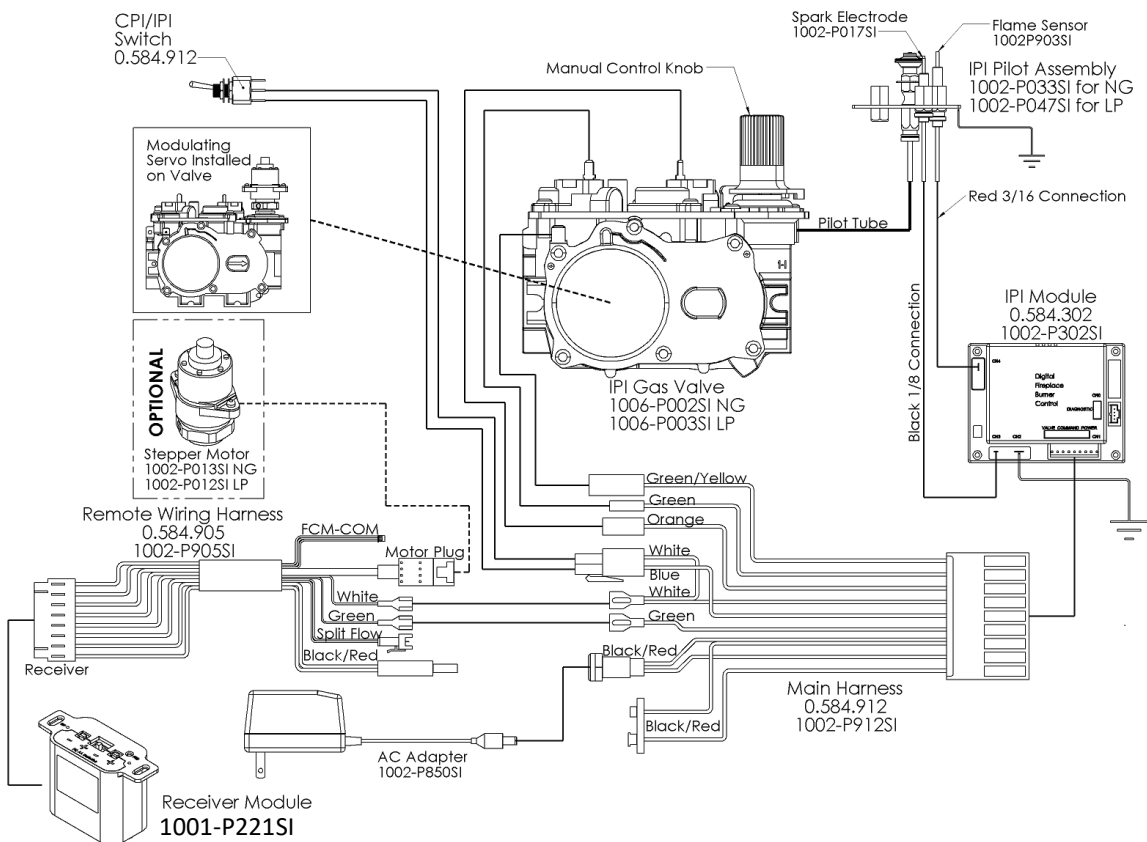 CPI/IPI
Switch
0.584.912
Manual Control Knob
Spark Electrode
1002-P017SI
Flame Sensor
1002P903SI
IPI Pilot Assembly
1002-P033SI for NG
1002-P047SI for LP
Modulating
Servo Installed
on Valve
Pilot Tube
Red 3/16 Connection
Black 1/8 Connection
IPI Module
0.584.302
1002-P302SI
Digital
Fireplace
Burner
Control
DIAGNOSTIC
VALVE COMMAND POWER
CN3
CN2
CN1
IPI Gas Valve
1006-P002SI NG
1006-P003SI LP
OPTIONAL
Stepper Motor
1002-P013SI NG
1002-P012SI LP
Remote Wiring Harness
0.584.905
1002-P905SI
FCM-COM
Motor Plug
White
Green
Split Flow
Black/Red
Receiver
Green/Yellow
Green
Orange
White
Blue
White
Green
Black/Red
Black/Red
Main Harness
0.584.912
1002-P912SI
AC Adapter
1002-P850SI
Receiver Module
1001-P221SI